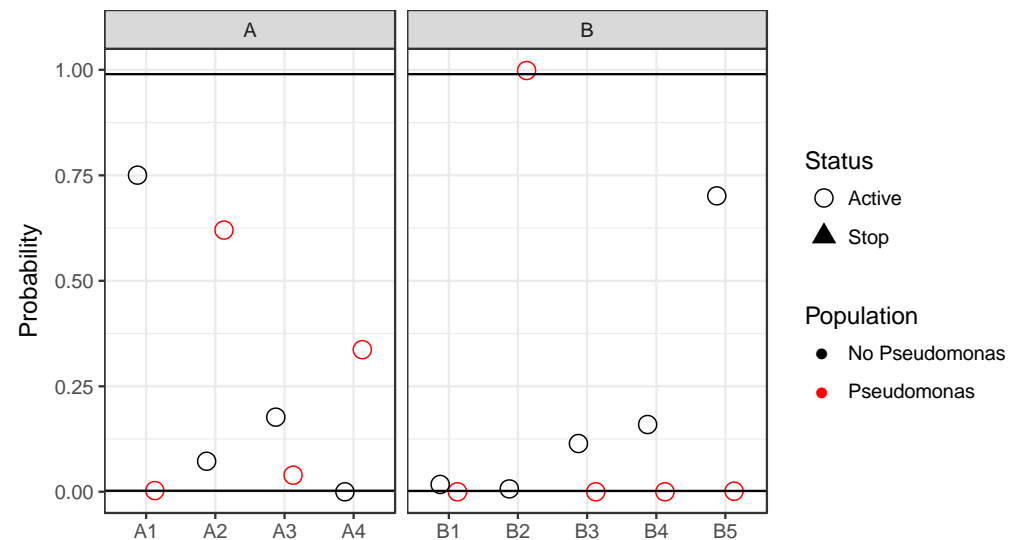 A
B
Probability
1.00
0.75
0.50
0.25
0.00
A1 A2 A3 A4
B1 B2 B3 B4 B5
Status
Active
Stop
Population
No Pseudomonas
Pseudomonas